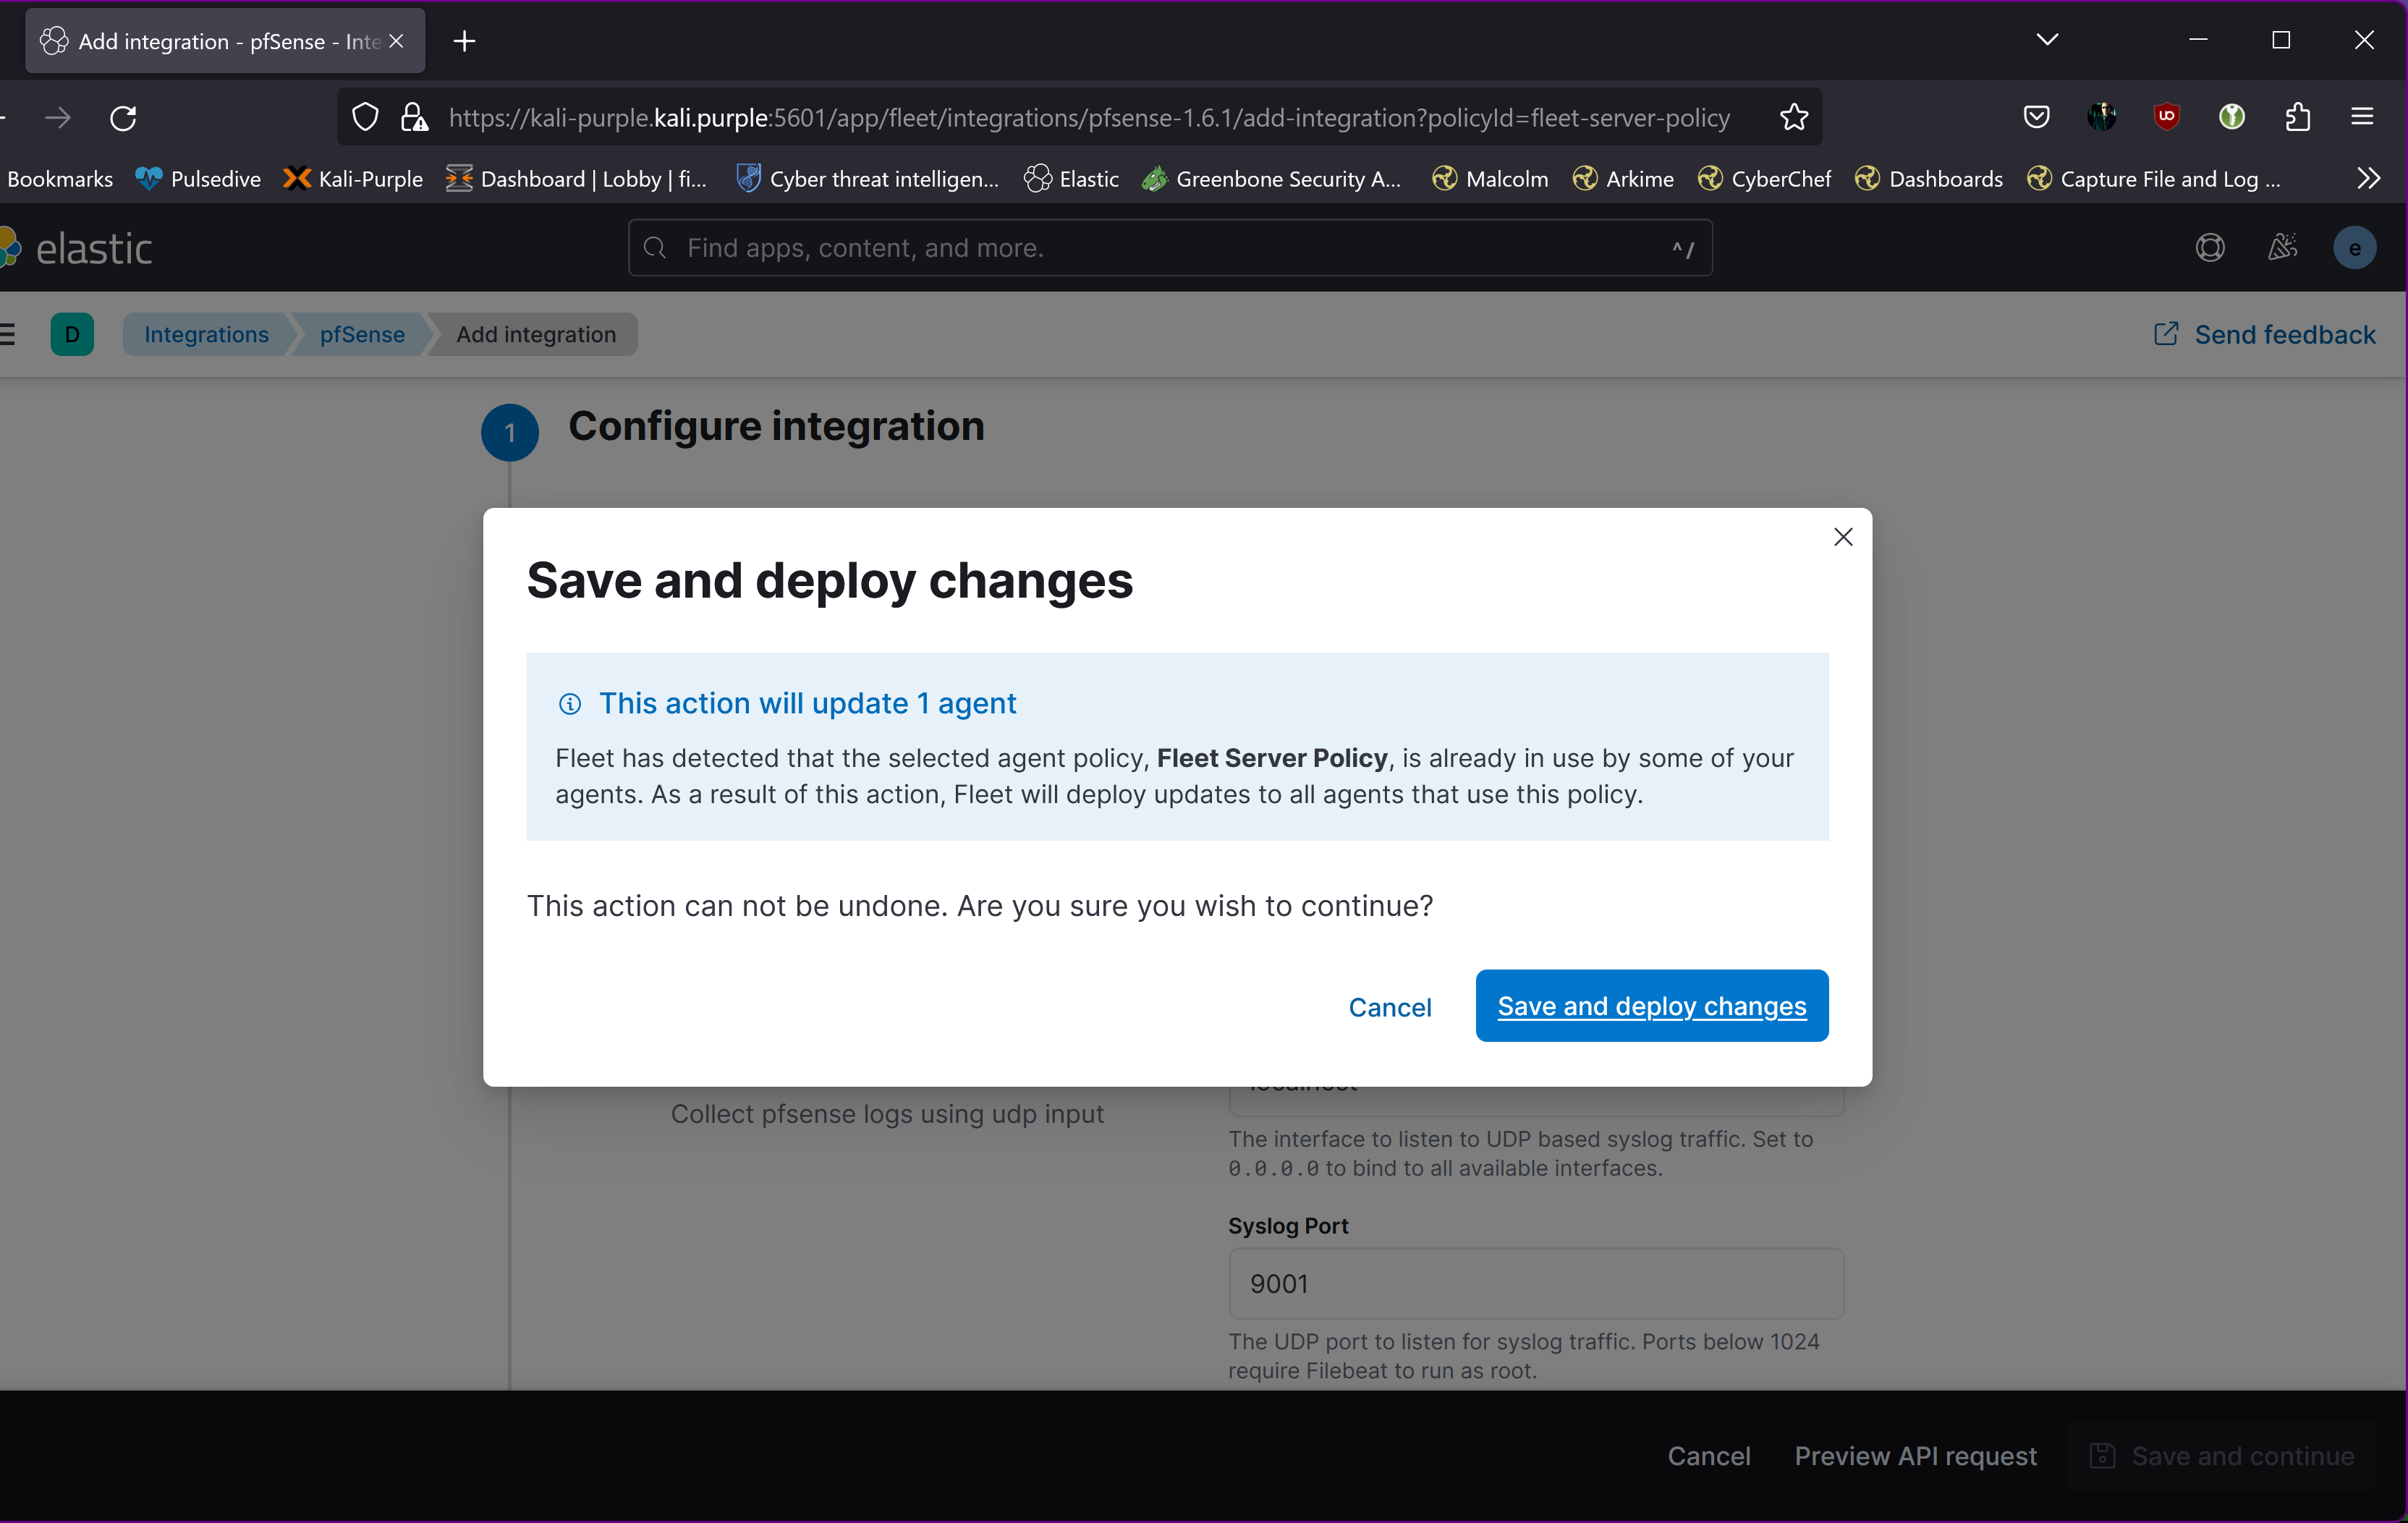 Add integration - pfSense - Inte
https://kali-purple.kali.purple:5601/app/fleet/integrations/pfsense-1.6.1/add-integration?policyId=fleet-server-policy
Bookmarks Pulsedive Kali-Purple Dashboard | Lobby | fi... Cyber threat intelligen... Elastic Greenbone Security A... Malcolm Arkime CyberChef Dashboards Capture File and Log ...
elastic Find apps, content, and more. ^ / e
D Integrations pfSense Add integration Send feedback
1 Configure integration
Save and deploy changes
This action will update 1 agent
Fleet has detected that the selected agent policy, Fleet Server Policy, is already in use by some of your
agents. As a result of this action, Fleet will deploy updates to all agents that use this policy.
This action can not be undone. Are you sure you wish to continue?
Cancel Save and deploy changes
localhost
Collect pfsense logs using udp input
The interface to listen to UDP based syslog traffic. Set to
0.0.0.0 to bind to all available interfaces.
Syslog Port
9001
The UDP port to listen for syslog traffic. Ports below 1024
require Filebeat to run as root.
Cancel Preview API request Save and continue